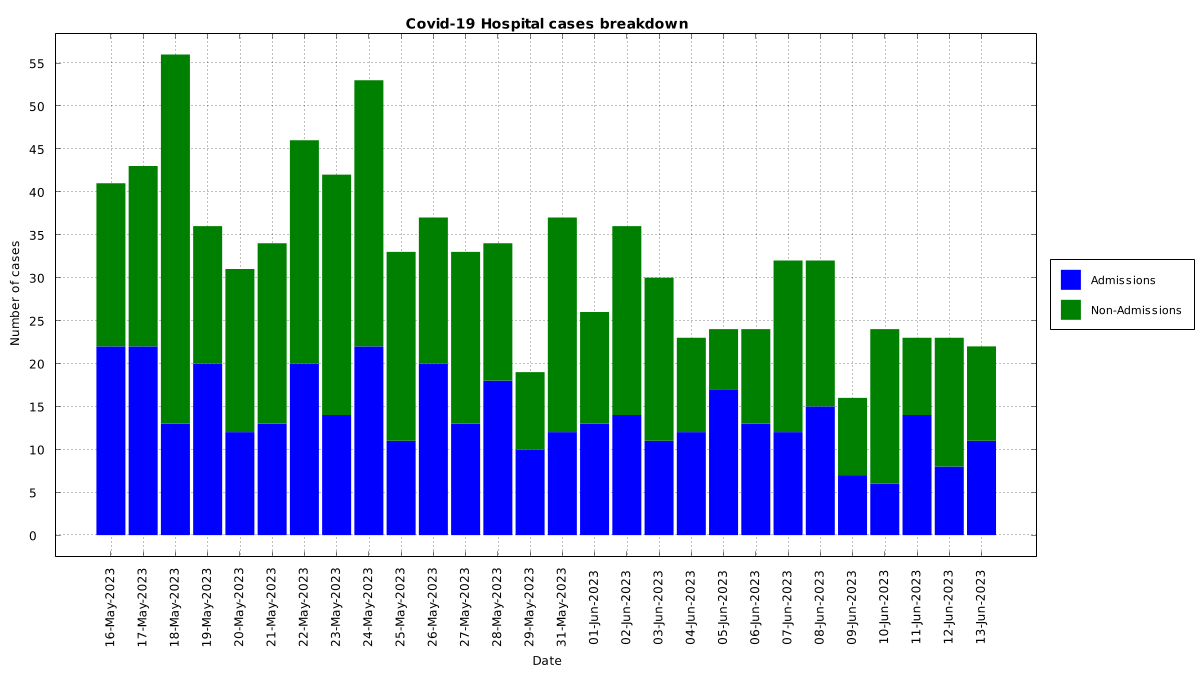 Covid-19 Hospital cases breakdown
55
50
45
40
35
30
25
20
15
10
5
0
Number of cases
16-May-2023
17-May-2023
18-May-2023
19-May-2023
20-May-2023
21-May-2023
22-May-2023
23-May-2023
24-May-2023
25-May-2023
26-May-2023
27-May-2023
28-May-2023
29-May-2023
31-May-2023
01-Jun-2023
02-Jun-2023
03-Jun-2023
04-Jun-2023
05-Jun-2023
06-Jun-2023
07-Jun-2023
08-Jun-2023
09-Jun-2023
10-Jun-2023
11-Jun-2023
12-Jun-2023
13-Jun-2023
Date
Admissions
Non-Admissions